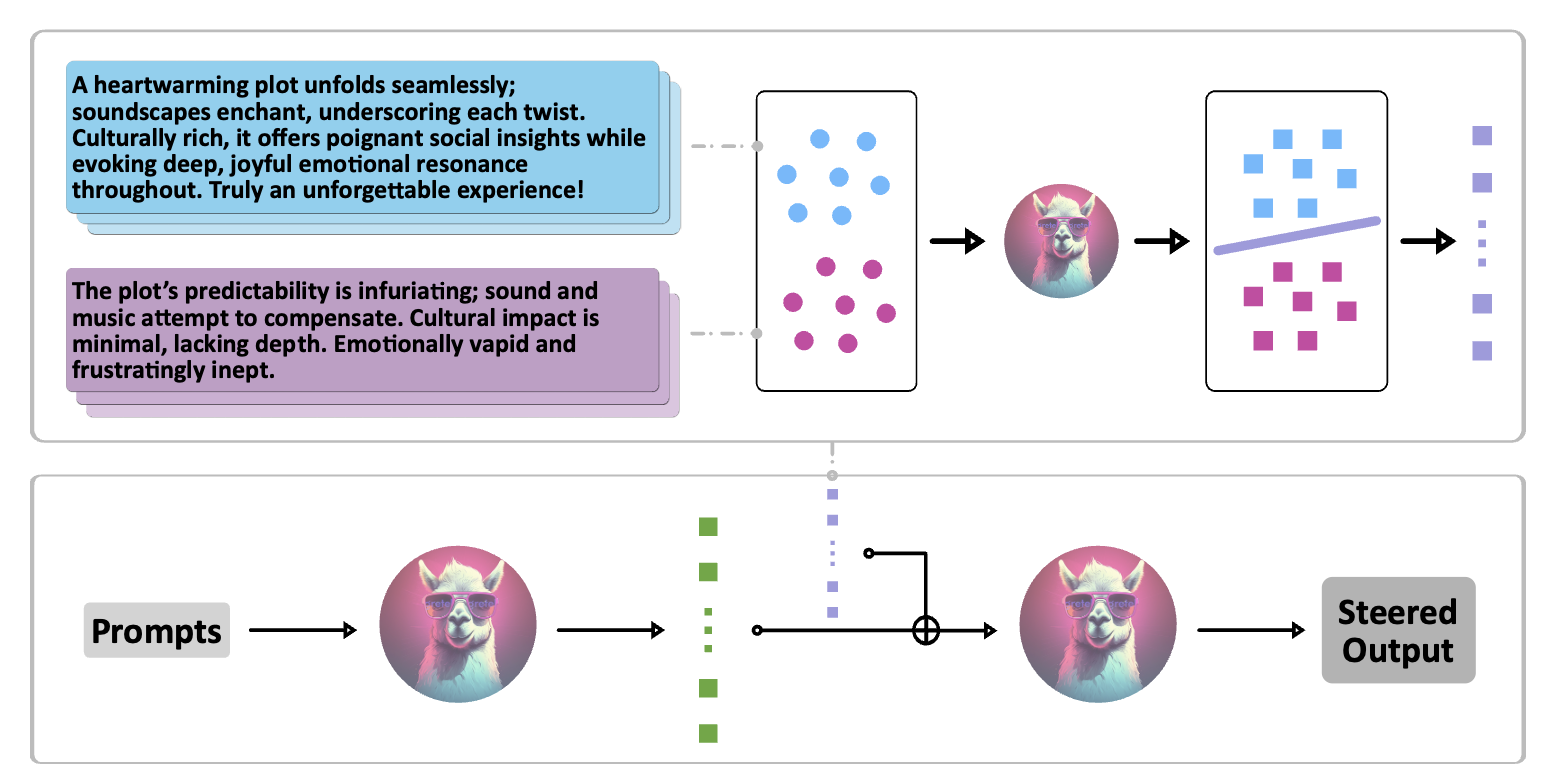 A heartwarming plot unfolds seamlessly;
soundscapes enchant, underscoring each twist.
Culturally rich, it offers poignant social insights while
evoking deep, joyful emotional resonance
throughout. Truly an unforgettable experience!
The plot’s predictability is infuriating; sound and
music attempt to compensate. Cultural impact is
minimal, lacking depth. Emotionally vapid and
frustratingly inept.
Prompts
Steered
Output